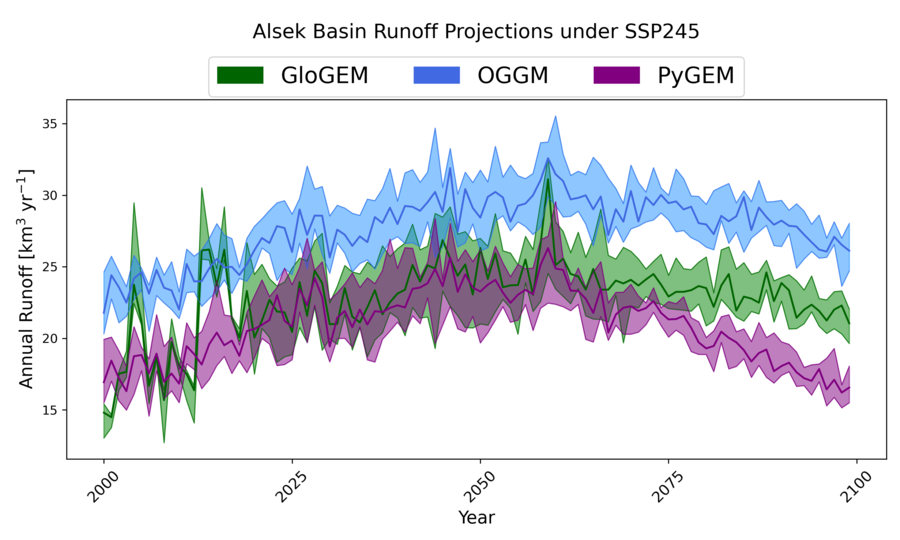 Alsek Basin Runoff Projections under SSP245
GloGEM OGGM PyGEM
Annual Runoff [km³ yr⁻¹]
35
30
25
20
15
2000 2025 2050 2075 2100
Year